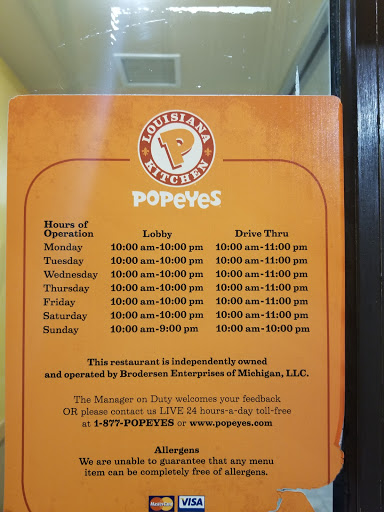 LOUISIANA
P
KITCHEN
POPEYES
Hours of
Operation Lobby Drive Thru
Monday 10:00 am-10:00 pm 10:00 am-11:00 pm
Tuesday 10:00 am-10:00 pm 10:00 am-11:00 pm
Wednesday 10:00 am-10:00 pm 10:00 am-11:00 pm
Thursday 10:00 am-10:00 pm 10:00 am-11:00 pm
Friday 10:00 am-10:00 pm 10:00 am-11:00 pm
Saturday 10:00 am-10:00 pm 10:00 am-11:00 pm
Sunday 10:00 am-9:00 pm 10:00 am-10:00 pm
This restaurant is independently owned
and operated by Brodersen Enterprises of Michigan, LLC.
The Manager on Duty welcomes your feedback
OR please contact us LIVE 24 hours-a-day toll-free
at 1-877-POPEYES or www.popeyes.com
Allergens
We are unable to guarantee that any menu
item can be completely free of allergens.
MasterCard VISA